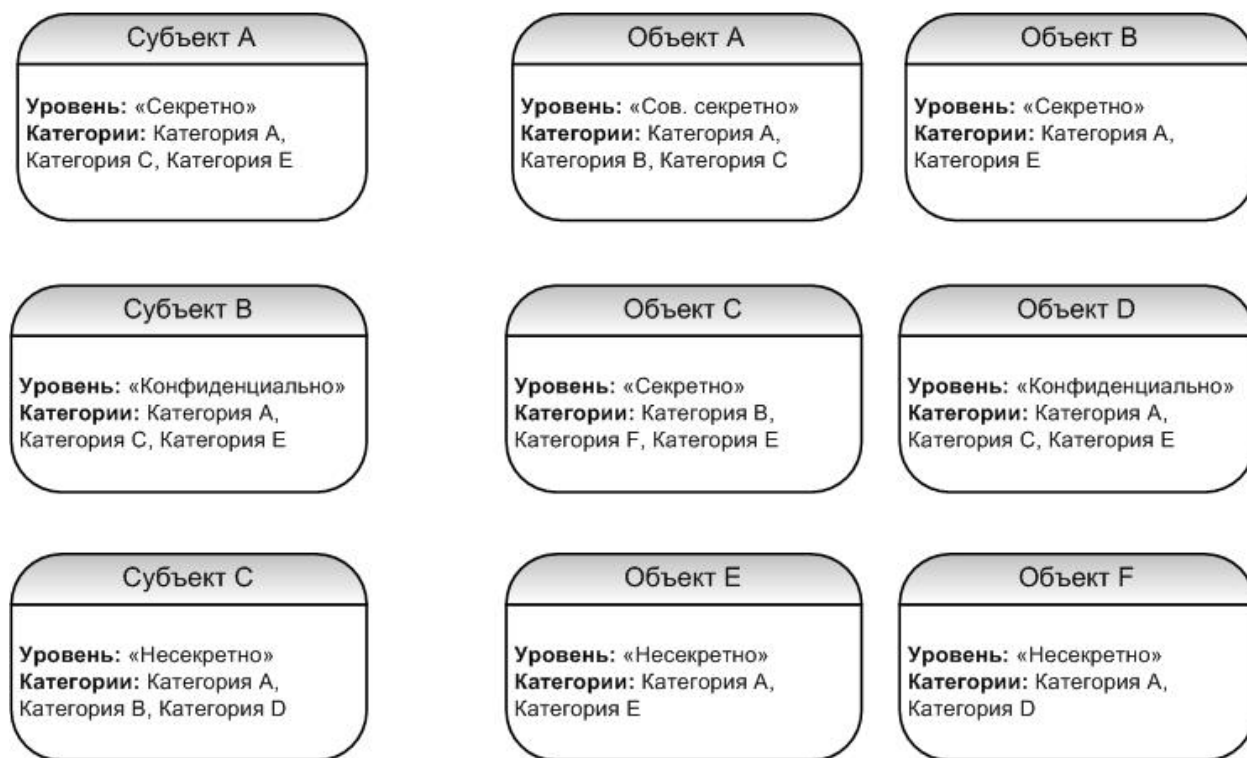 Субъект A
Уровень: «Секретно»
Категории: Категория A,
Категория C, Категория E
Объект A
Уровень: «Сов. секретно»
Категории: Категория A,
Категория B, Категория C
Объект B
Уровень: «Секретно»
Категории: Категория A,
Категория E
Субъект B
Уровень: «Конфиденциально»
Категории: Категория A,
Категория C, Категория E
Объект C
Уровень: «Секретно»
Категории: Категория B,
Категория F, Категория E
Объект D
Уровень: «Конфиденциально»
Категории: Категория A,
Категория C, Категория E
Субъект C
Уровень: «Несекретно»
Категории: Категория A,
Категория B, Категория D
Объект E
Уровень: «Несекретно»
Категории: Категория A,
Категория E
Объект F
Уровень: «Несекретно»
Категории: Категория A,
Категория D